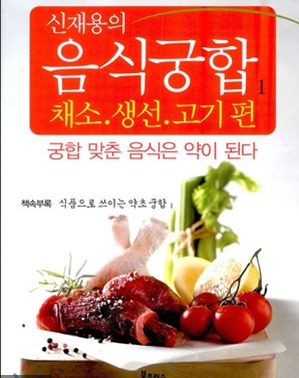 신재용의
음식궁합 1
채소.생선.고기 편
궁합 맞춘 음식은 약이 된다
책속부록 식품으로 쓰이는 약초 궁합